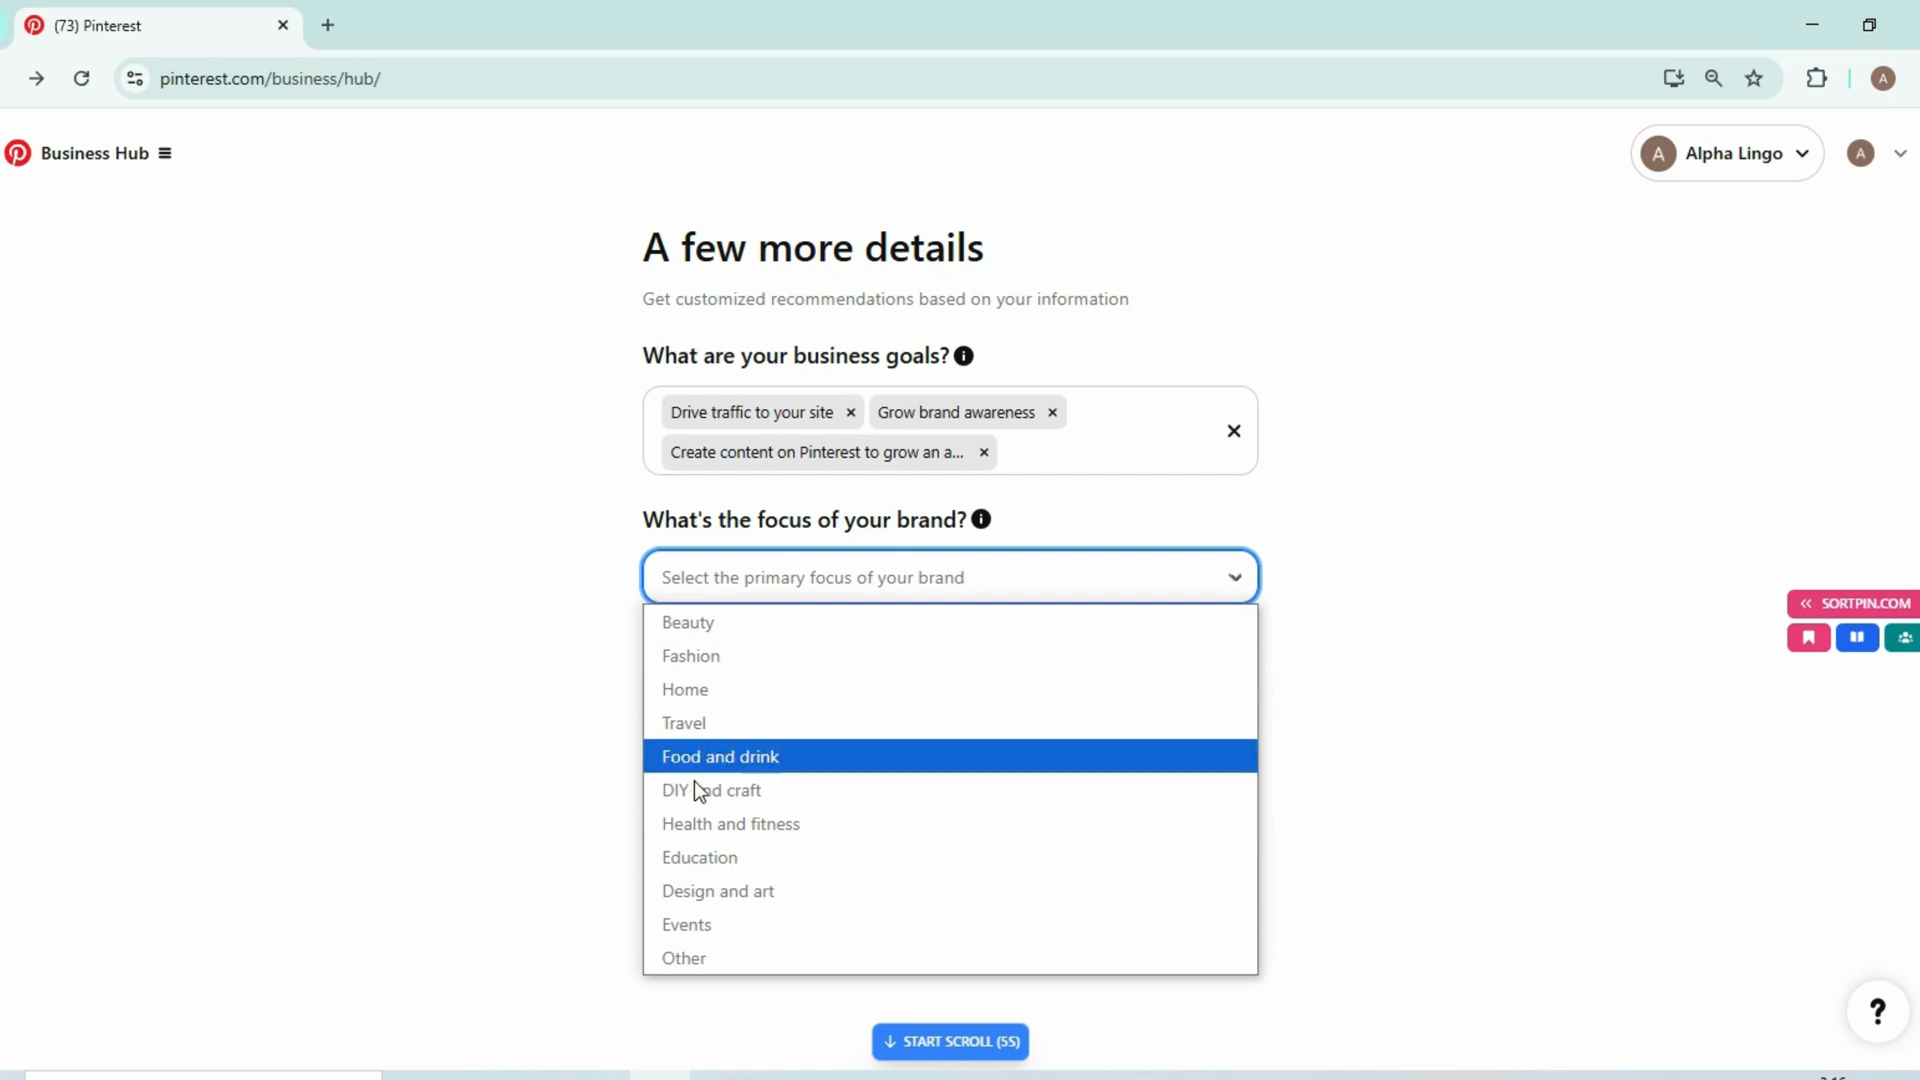 (73) Pinterest
pinterest.com/business/hub/
A
Business Hub
A Alpha Lingo
A
A few more details
Get customized recommendations based on your information
What are your business goals?
Drive traffic to your site
Grow brand awareness
Create content on Pinterest to grow an a...
What's the focus of your brand?
Select the primary focus of your brand
Beauty
Fashion
Home
Travel
Food and drink
DIY and craft
Health and fitness
Education
Design and art
Events
Other
SORTPIN.COM
START SCROLL (5S)
?